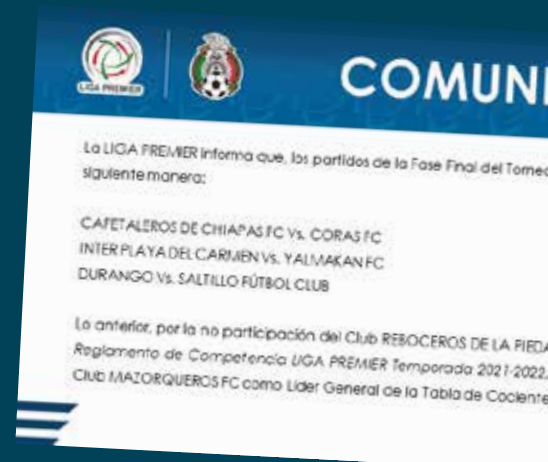 LIGA PREMIER
COMUNI
La LIGA PREMIER informa que, los partidos de la Fase Final del Torneo
siguiente manera:
CAFETALEROS DE CHIAPAS FC Vs. CORAS FC
INTER PLAYA DEL CARMEN Vs. YALMAKAN FC
DURANGO Vs. SALTILLO FÚTBOL CLUB
Lo anterior, por la no participación del Club REBOCEROS DE LA PIEDA
Reglamento de Competencia LIGA PREMIER Temporada 2021-2022,
Club MAZORQUEROS FC como Líder General de la Tabla de Cociente